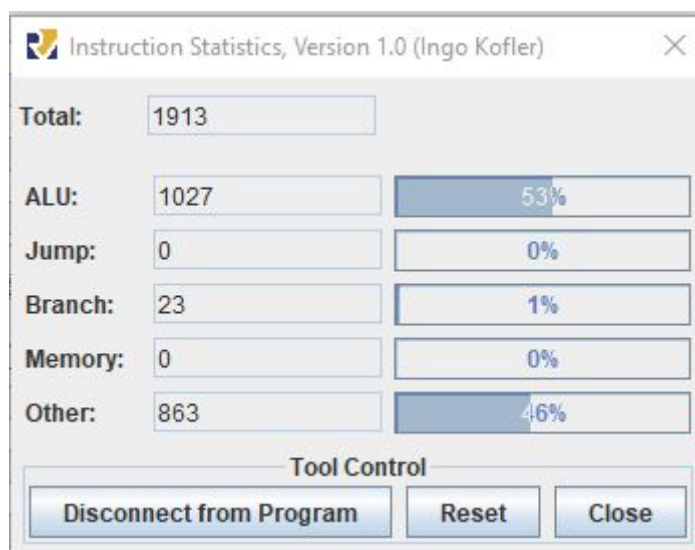 Instruction Statistics, Version 1.0 (Ingo Kofler)
Total: 1913
ALU: 1027 53%
Jump: 0 0%
Branch: 23 1%
Memory: 0 0%
Other: 863 46%
Tool Control
Disconnect from Program Reset Close